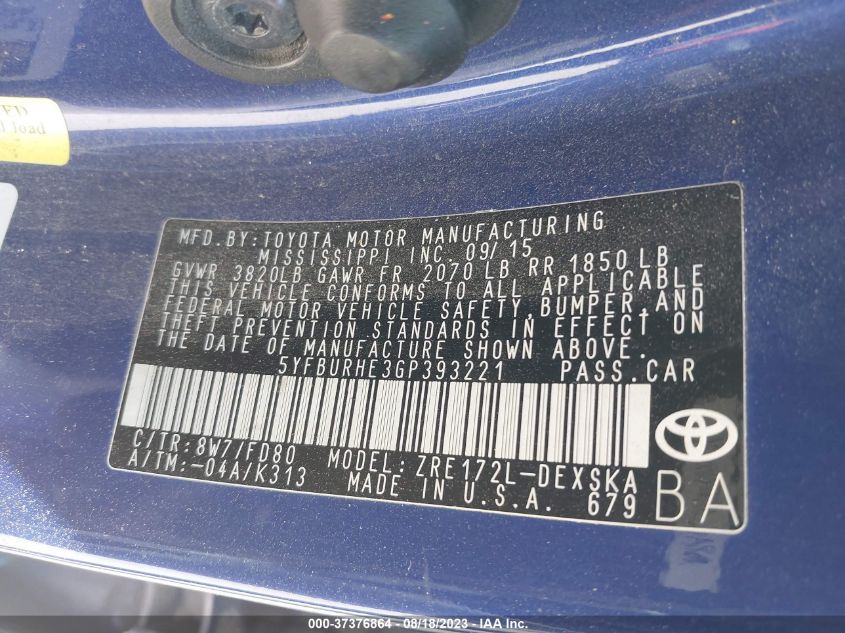 FD
l load
MFD.BY:TOYOTA MOTOR MANUFACTURING
MISSISSIPPI INC. 09/15
GVWR 3820LB GAWR FR 2070 LB RR 1850 LB
THIS VEHICLE CONFORMS TO ALL APPLICABLE
FEDERAL MOTOR VEHICLE SAFETY, BUMPER, AND
THEFT PREVENTION STANDARDS IN EFFECT ON
THE DATE OF MANUFACTURE SHOWN ABOVE.
5YFBURHE3GP393221 PASS.CAR
C/TR:8W7/FD80
A/TM:-04A/K313
MODEL: ZRE172L-DEXSKA
MADE IN U.S.A. 679
BA
000-37376864 - 08/18/2023 - IAA Inc.